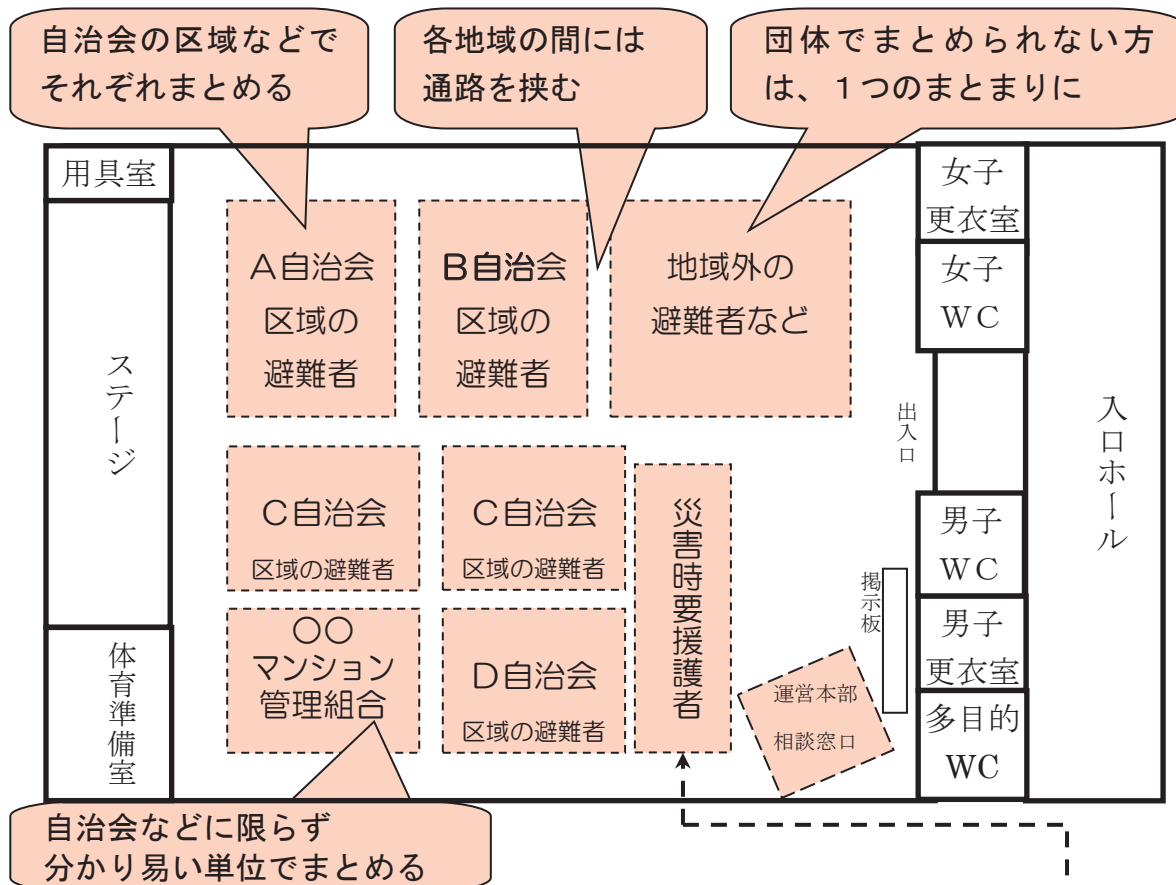 自治会の区域などで
それぞれまとめる
各地域の間には
通路を挟む
団体でまとめられない方
は、１つのまとまりに
用具室
ステージ
体育準備室
Ａ自治会
区域の
避難者
Ｂ自治会
区域の
避難者
地域外の
避難者など
Ｃ自治会
区域の避難者
Ｃ自治会
区域の避難者
災害時要援護者
〇〇
マンション
管理組合
Ｄ自治会
区域の避難者
運営本部
相談窓口
掲示板
出入口
女子
更衣室
女子
ＷＣ
男子
ＷＣ
男子
更衣室
多目的
WC
入口ホール
自治会などに限らず
分かり易い単位でまとめる